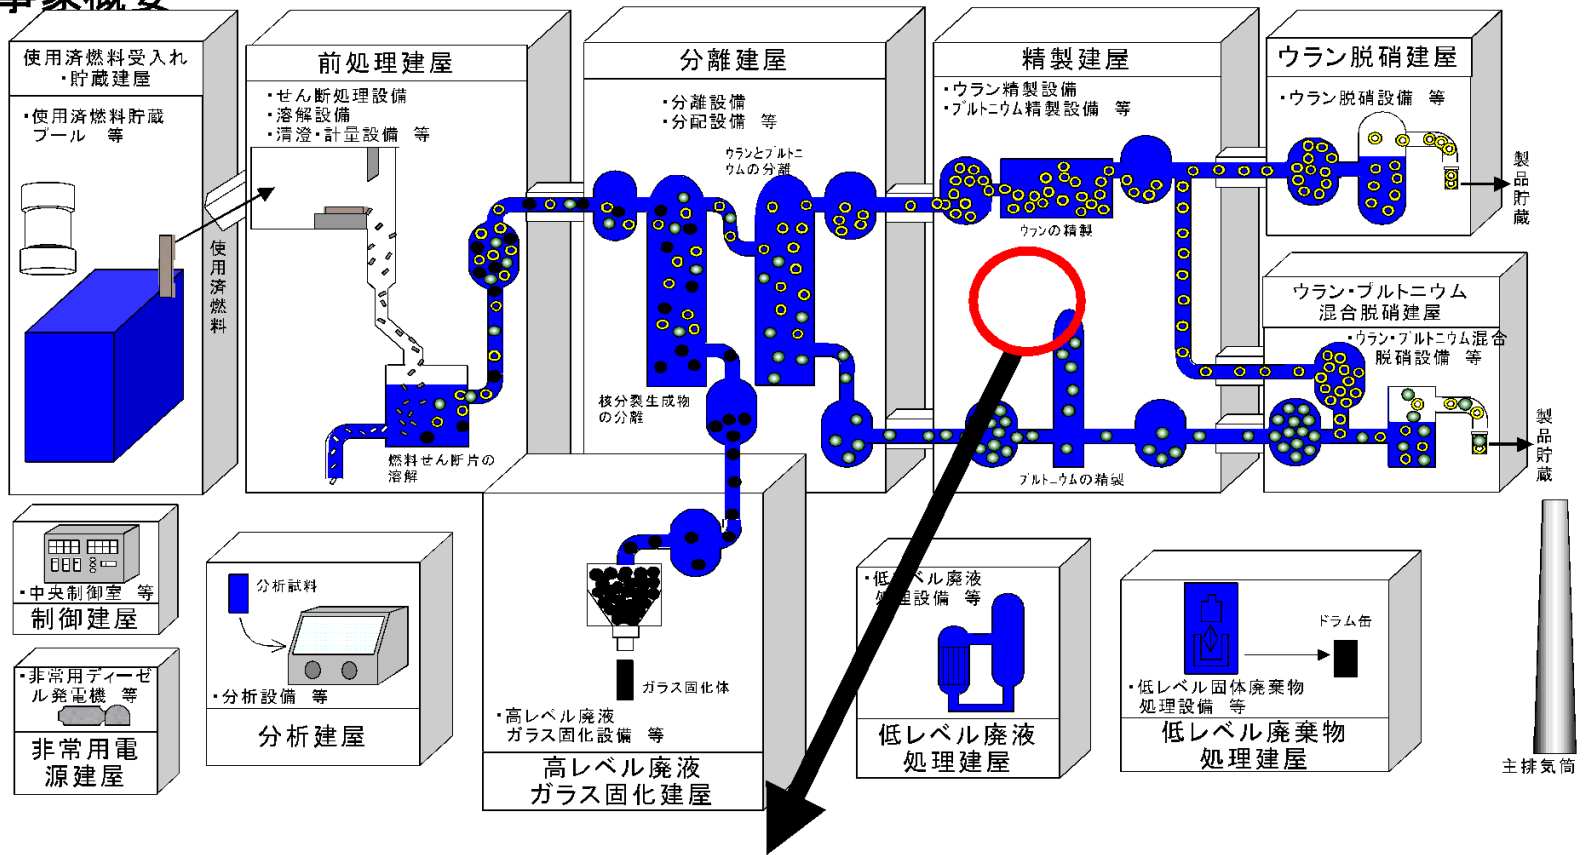 事象概要
使用済燃料受入れ
・貯蔵建屋
・使用済燃料貯蔵
プール 等
使用済燃料
前処理建屋
・せん断処理設備
・溶解設備
・清澄・計量設備 等
燃料せん断片の
溶解
分離建屋
・分離設備
・分配設備 等
ウランとプルトニ
ウムの分離
核分裂生成物
の分離
精製建屋
・ウラン精製設備
・プルトニウム精製設備 等
ウランの精製
プルトニウムの精製
ウラン脱硝建屋
・ウラン脱硝設備 等
製品貯蔵
ウラン・プルトニウム
混合脱硝建屋
・ウラン・プルトニウム混合
脱硝設備 等
製品貯蔵
・中央制御室 等
制御建屋
・非常用ディーゼ
ル発電機 等
非常用電
源建屋
分析試料
・分析設備 等
分析建屋
ガラス固化体
・高レベル廃液
ガラス固化設備 等
高レベル廃液
ガラス固化建屋
・低レベル廃液
処理設備 等
低レベル廃液
処理建屋
ドラム缶
・低レベル固体廃棄物
処理設備 等
低レベル廃棄物
処理建屋
主排気筒